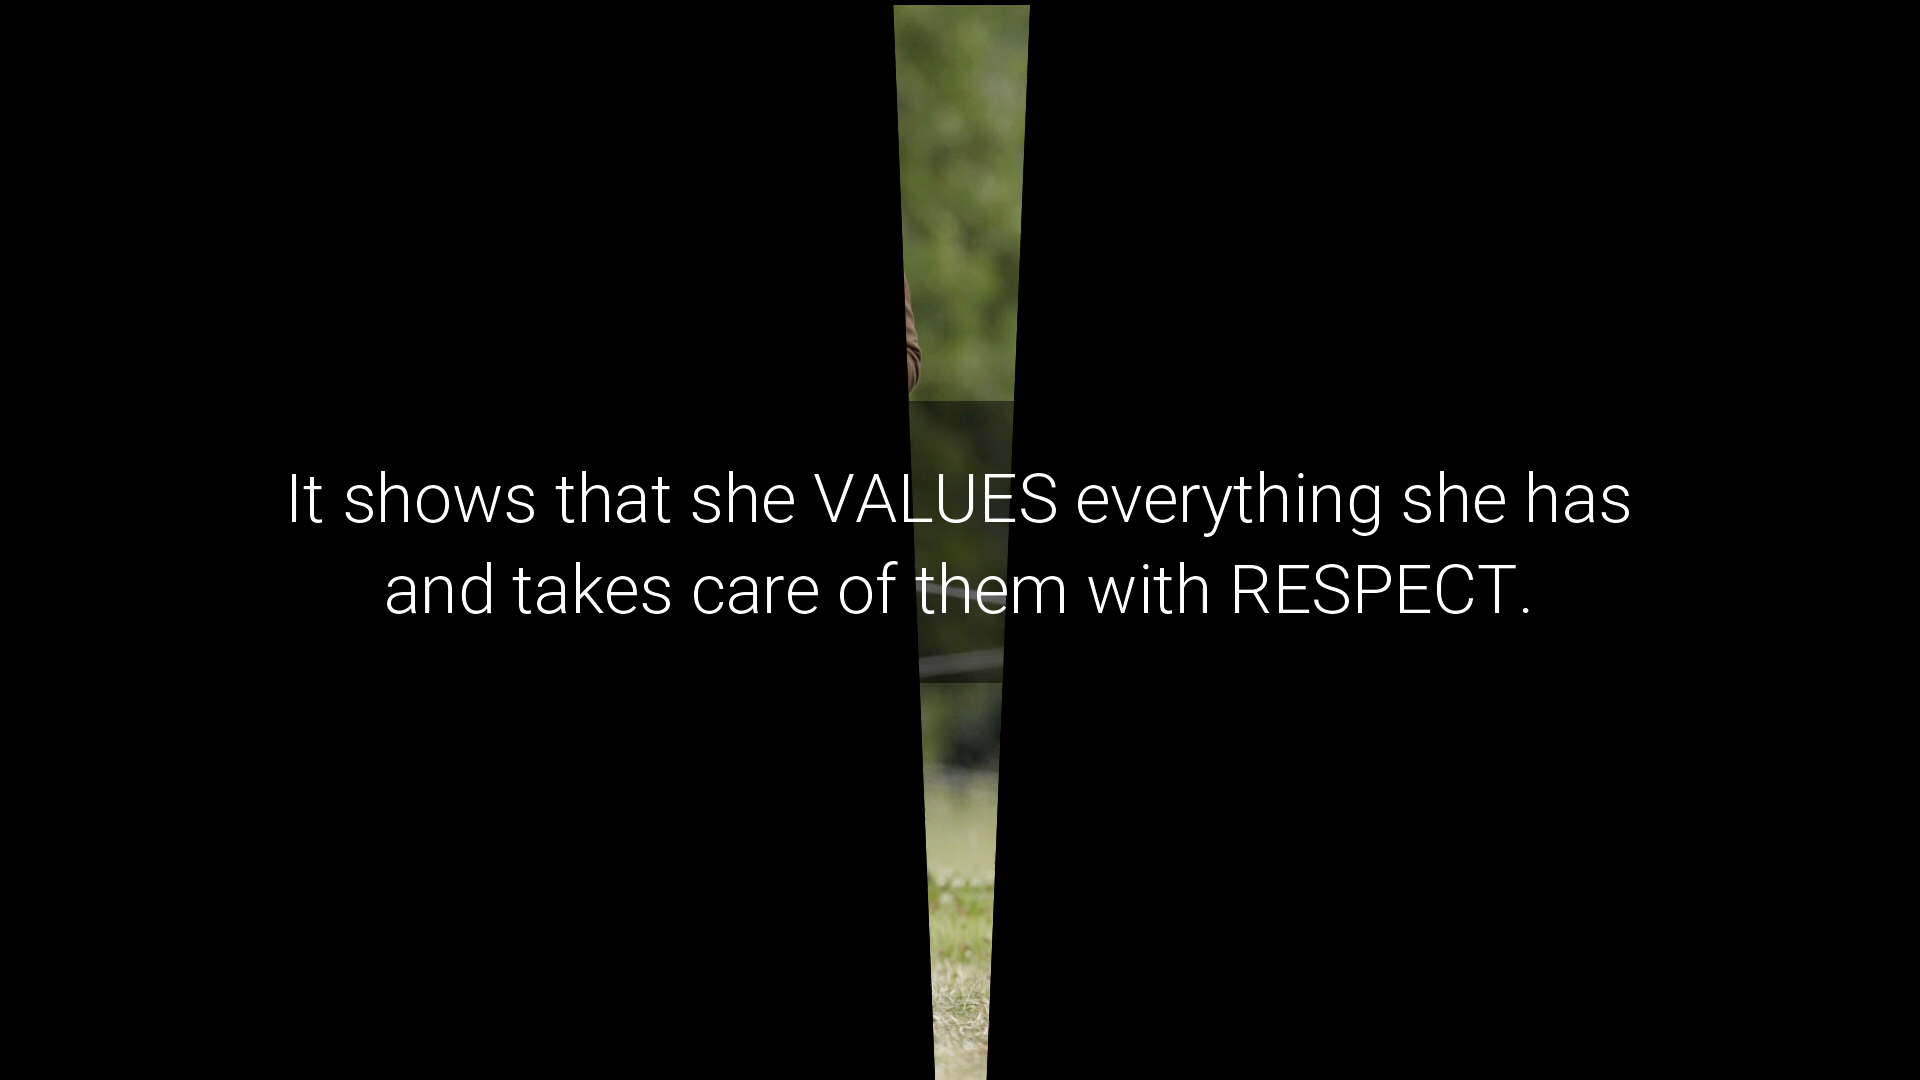 It shows that she VALUES everything she has
and takes care of them with RESPECT.